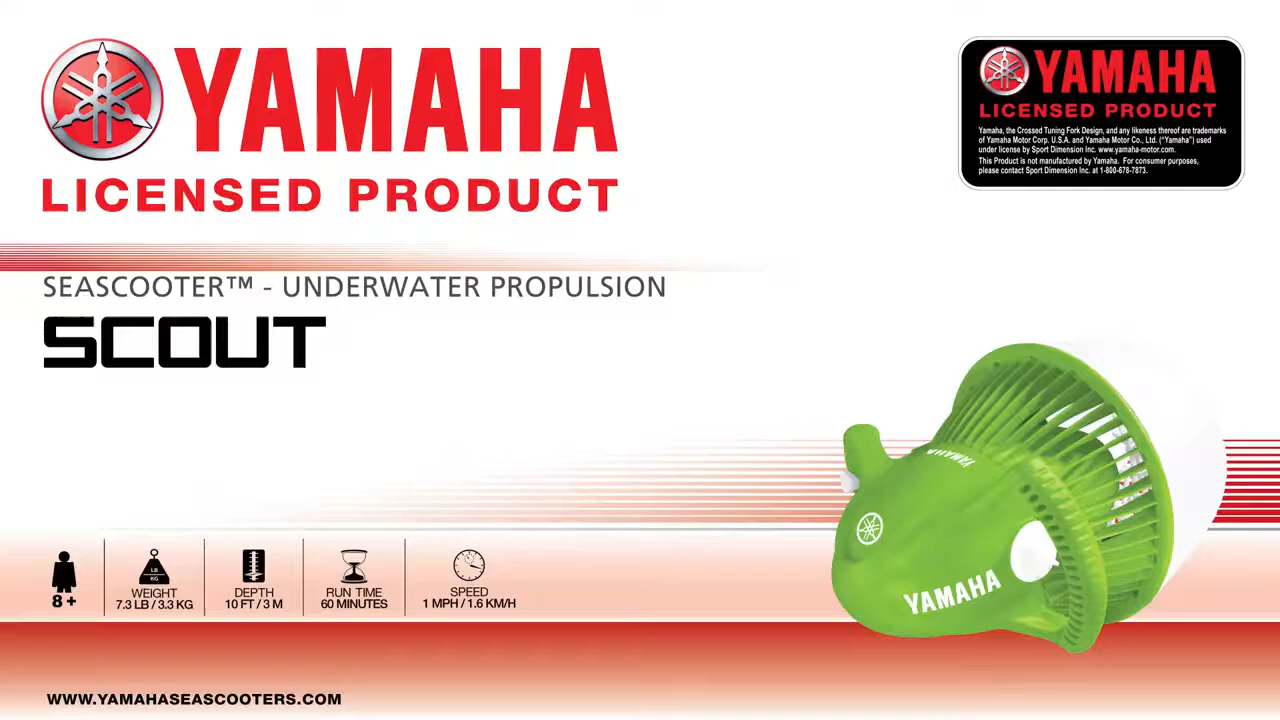 YAMAHA
LICENSED PRODUCT
YAMAHA
LICENSED PRODUCT
Yamaha, the Crossed Tuning Fork Design, and any likeness thereof are trademarks
of Yamaha Motor Corp. U.S.A. and Yamaha Motor Co., Ltd. ("Yamaha") used
under license by Sport Dimension Inc. www.yamaha-motor.com.
This Product is not manufactured by Yamaha. For consumer purposes,
please contact Sport Dimension Inc. at 1-800-678-7873.
SEASCOOTER™ - UNDERWATER PROPULSION
SCOUT
YAMAHA
YAMAHA
8+
LB
KG
WEIGHT
7.3 LB / 3.3 KG
DEPTH
10 FT / 3 M
RUN TIME
60 MINUTES
SPEED
1 MPH / 1.6 KM/H
WWW.YAMAHASEASCOOTERS.COM